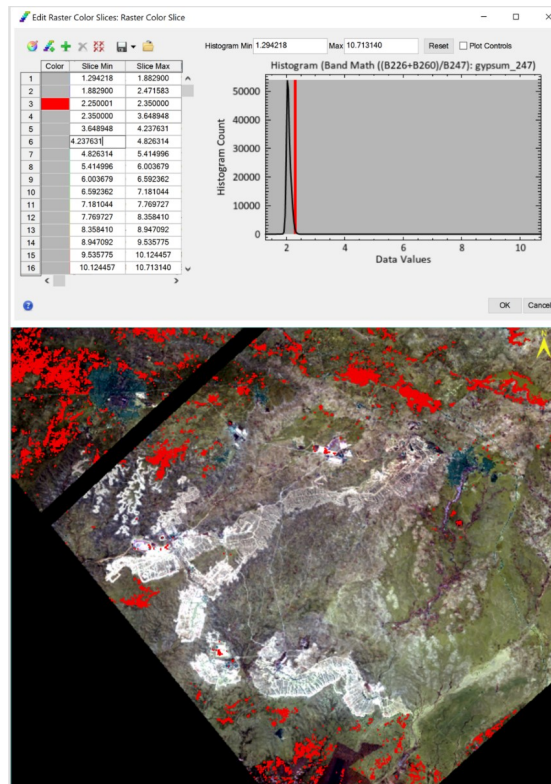 Edit Raster Color Slices: Raster Color Slice
Histogram Min 1.294218 Max 10.713140 Reset Plot Controls
Color Slice Min Slice Max
1 1.294218 1.882900
2 1.882900 2.471583
3 2.250001 2.350000
4 2.350000 3.648948
5 3.648948 4.237631
6 4.237631 4.826314
7 4.826314 5.414996
8 5.414996 6.003679
9 6.003679 6.592362
10 6.592362 7.181044
11 7.181044 7.769727
12 7.769727 8.358410
13 8.358410 8.947092
14 8.947092 9.535775
15 9.535775 10.124457
16 10.124457 10.713140
Histogram (Band Math ((B226+B260)/B247): gypsum_247)
Histogram Count
50000
40000
30000
20000
10000
0
2 4 6 8 10
Data Values
OK Cancel
N